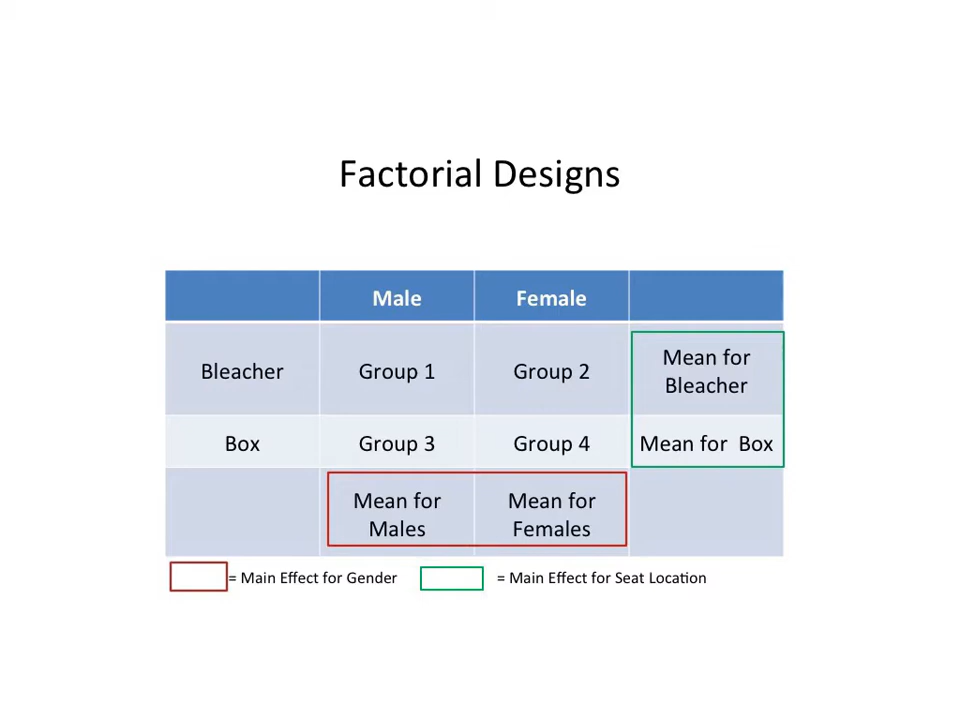 Factorial Designs
Male Female
Bleacher Group 1 Group 2 Mean for Bleacher
Box Group 3 Group 4 Mean for Box
Mean for Males Mean for Females
= Main Effect for Gender = Main Effect for Seat Location